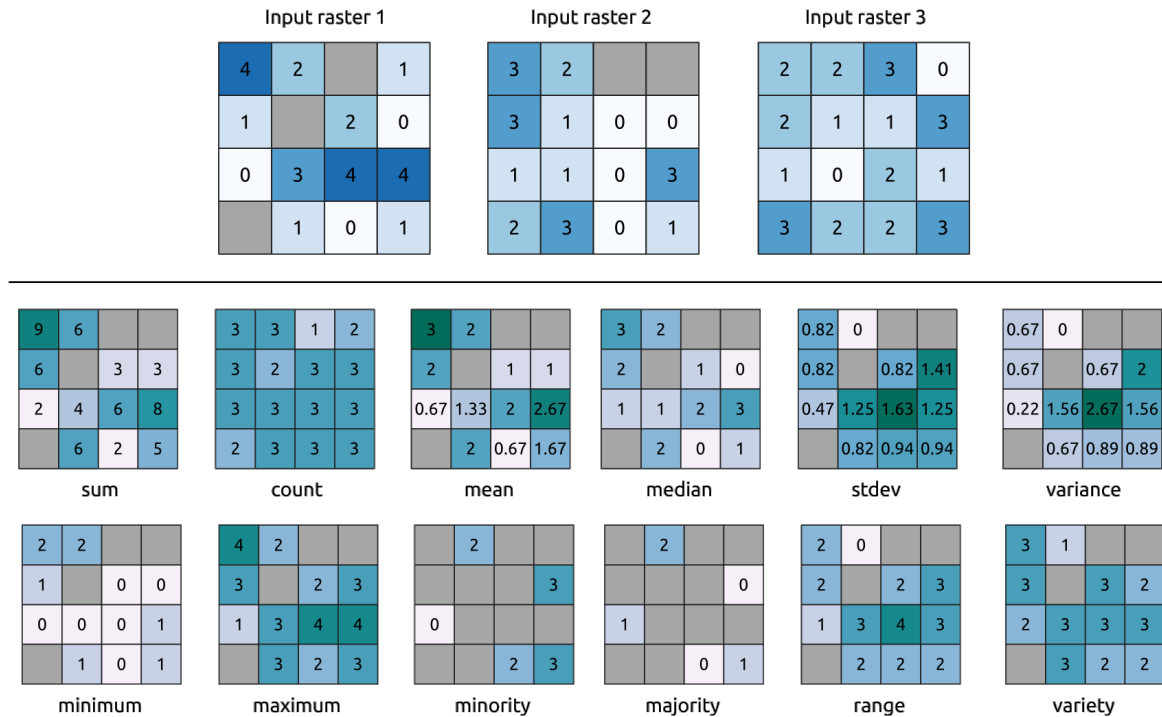 Input raster 1 Input raster 2 Input raster 3
4 2 1 3 2 2 2 3 0
1 2 0 3 1 0 0 2 1 1 3
0 3 4 4 1 1 0 3 1 0 2 1
1 0 1 2 3 0 1 3 2 2 3
9 6 3 3 1 2 3 2 3 2 0.82 0 0.67 0
6 3 3 3 2 3 3 2 1 1 2 1 0 0.82 0.82 1.41 0.67 0.67 2
2 4 6 8 3 3 3 3 0.67 1.33 2 2.67 1 1 2 3 0.47 1.25 1.63 1.25 0.22 1.56 2.67 1.56
6 2 5 2 3 3 3 2 0.67 1.67 2 0 1 0.82 0.94 0.94 0.67 0.89 0.89
sum count mean median stdev variance
2 2 4 2 2 2 2 0 3 1
1 0 0 3 2 3 3 0 2 2 3 3 3 2
0 0 0 1 1 3 4 4 0 1 1 3 4 3 2 3 3 3
1 0 1 3 2 3 2 3 0 1 2 2 2 3 2 2
minimum maximum minority majority range variety